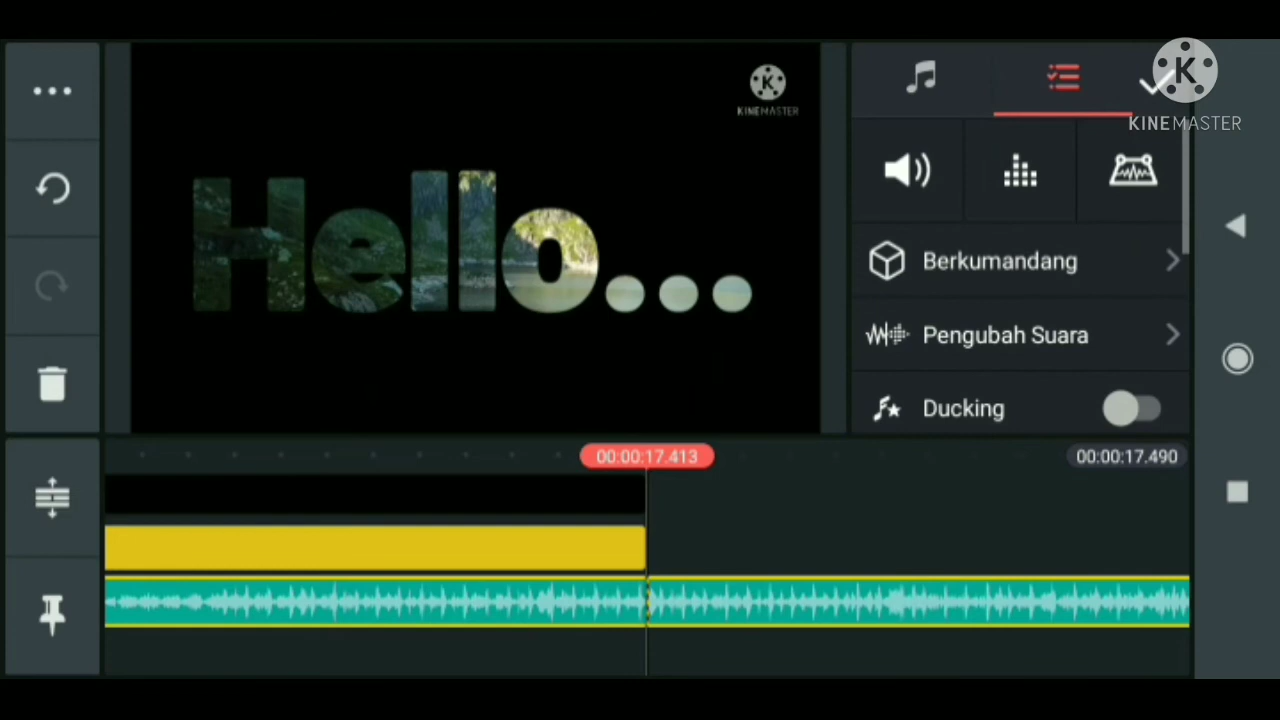 KINEMASTER
Hello...
KINEMASTER
Berkumandang
Pengubah Suara
Ducking
00:00:17.413
00:00:17.490